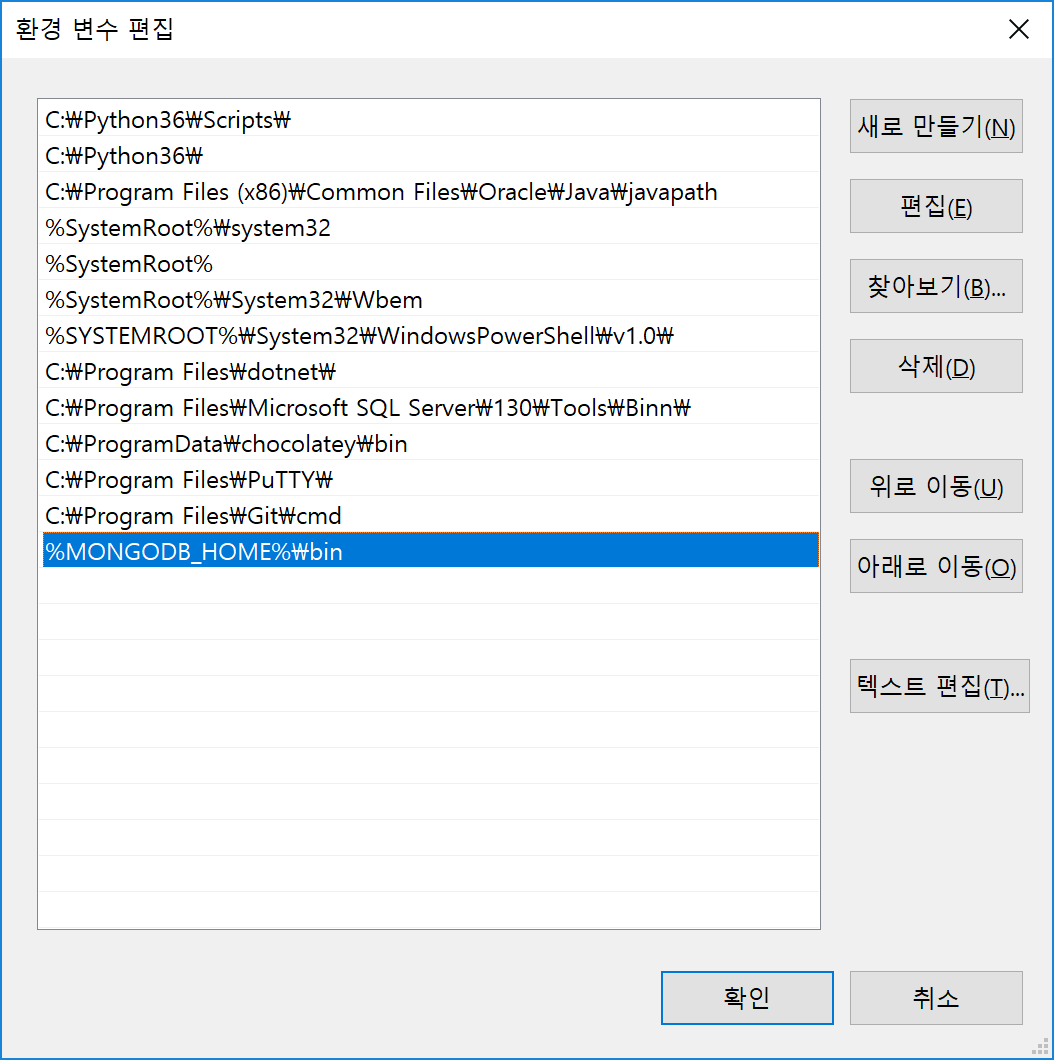 환경 변수 편집
C:₩Python36₩Scripts₩
C:₩Python36₩
C:₩Program Files (x86)₩Common Files₩Oracle₩Java₩javapath
%SystemRoot%₩system32
%SystemRoot%
%SystemRoot%₩System32₩Wbem
%SYSTEMROOT%₩System32₩WindowsPowerShell₩v1.0₩
C:₩Program Files₩dotnet₩
C:₩Program Files₩Microsoft SQL Server₩130₩Tools₩Binn₩
C:₩ProgramData₩chocolatey₩bin
C:₩Program Files₩PuTTY₩
C:₩Program Files₩Git₩cmd
%MONGODB_HOME%₩bin
새로 만들기(N)
편집(E)
찾아보기(B)...
삭제(D)
위로 이동(U)
아래로 이동(O)
텍스트 편집(T)...
확인
취소